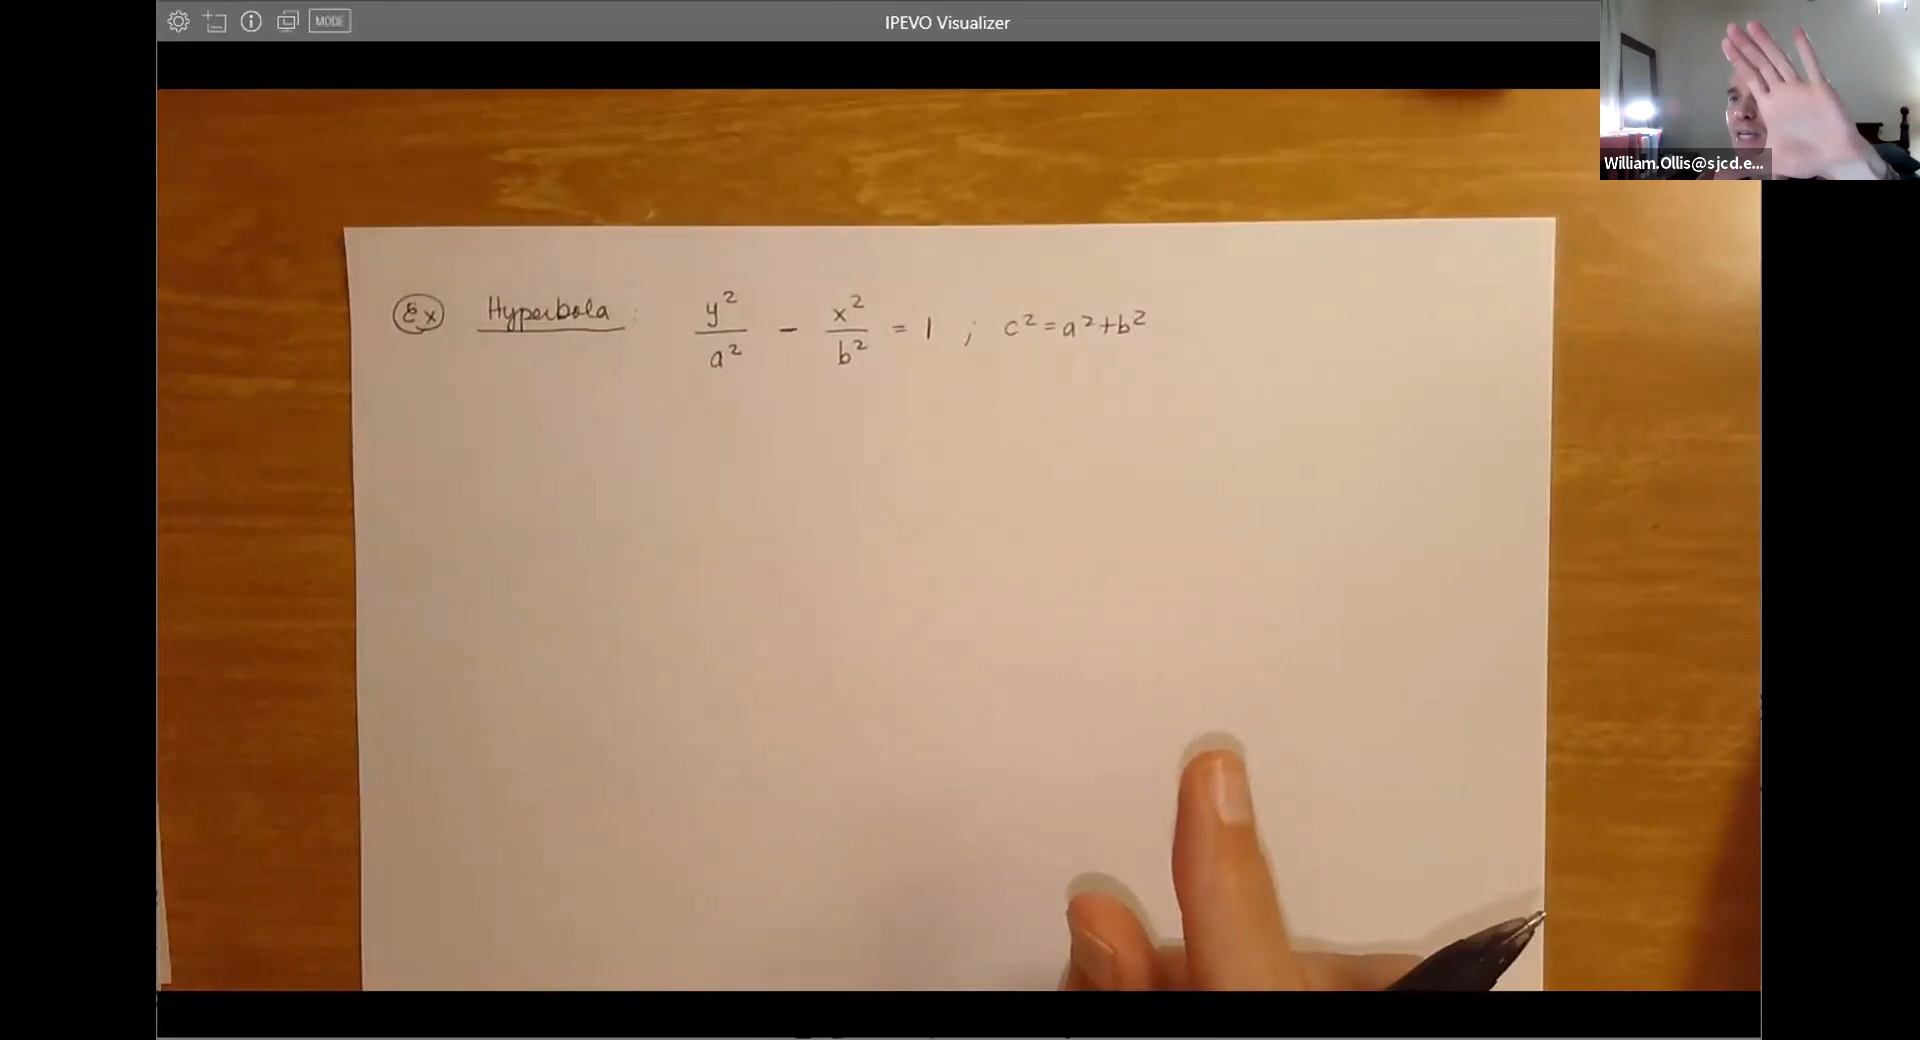 MODE
IPEVO Visualizer
William.Ollis@sjcd.e...
Ex Hyperbola: y²/a² - x²/b² = 1 ; c² = a² + b²